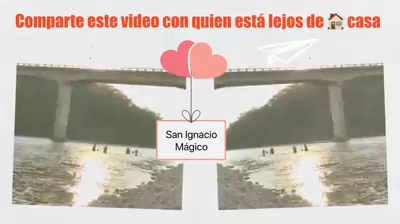 Comparte este video con quien está lejos de 🏠 casa
San Ignacio
Mágico